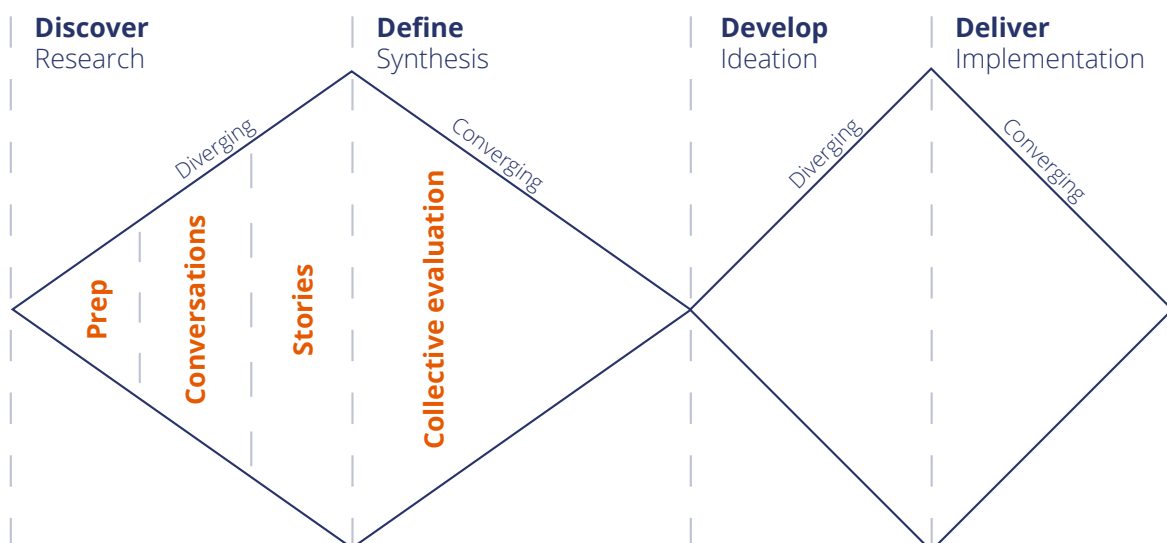 Discover
Research
Define
Synthesis
Develop
Ideation
Deliver
Implementation
Diverging
Converging
Diverging
Converging
Prep
Conversations
Stories
Collective evaluation